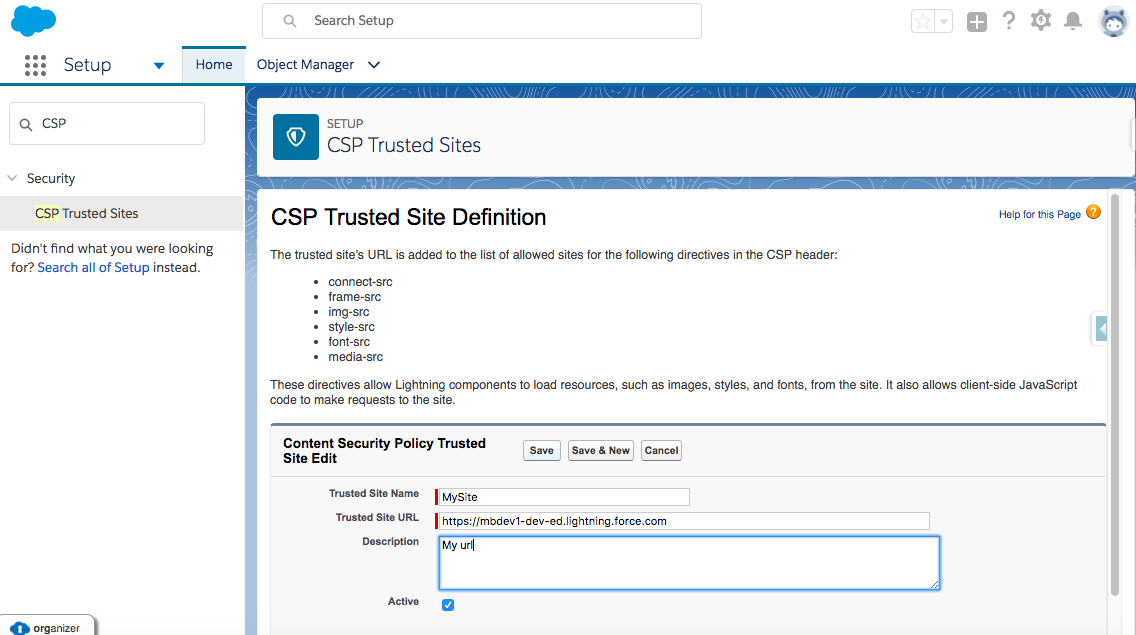 Search Setup
Setup
Home
Object Manager
CSP
Security
CSP Trusted Sites
Didn't find what you were looking
for? Search all of Setup instead.
SETUP
CSP Trusted Sites
CSP Trusted Site Definition
Help for this Page ?
The trusted site's URL is added to the list of allowed sites for the following directives in the CSP header:
• connect-src
• frame-src
• img-src
• style-src
• font-src
• media-src
These directives allow Lightning components to load resources, such as images, styles, and fonts, from the site. It also allows client-side JavaScript
code to make requests to the site.
Content Security Policy Trusted
Site Edit
Save Save & New Cancel
Trusted Site Name MySite
Trusted Site URL https://mbdev1-dev-ed.lightning.force.com
Description My url
Active
organizer